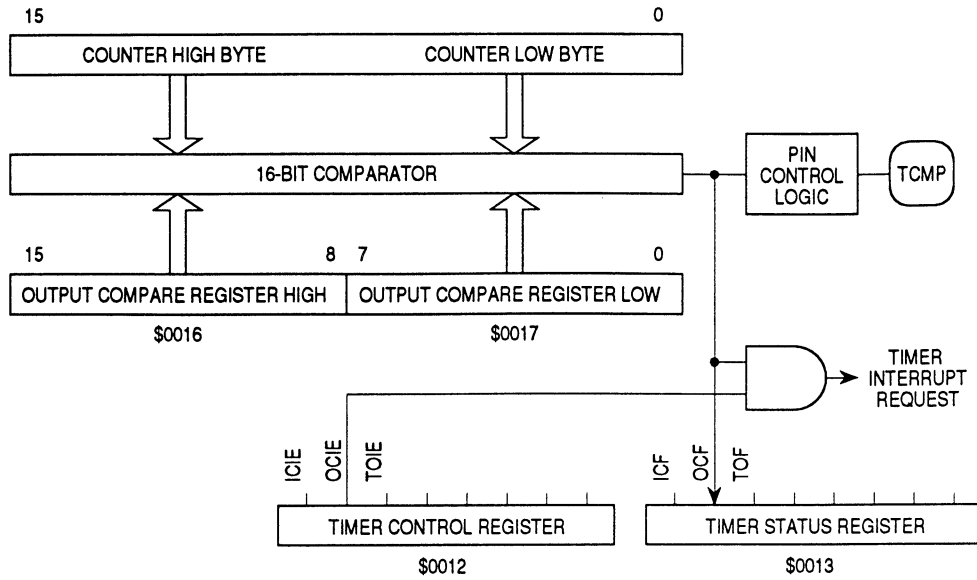 15 0
COUNTER HIGH BYTE COUNTER LOW BYTE
16-BIT COMPARATOR
PIN
CONTROL
LOGIC
TCMP
15 8 7 0
OUTPUT COMPARE REGISTER HIGH OUTPUT COMPARE REGISTER LOW
$0016 $0017
TIMER
INTERRUPT
REQUEST
ICIE
OCIE
TOIE
ICF
OCF
TOF
TIMER CONTROL REGISTER TIMER STATUS REGISTER
$0012 $0013